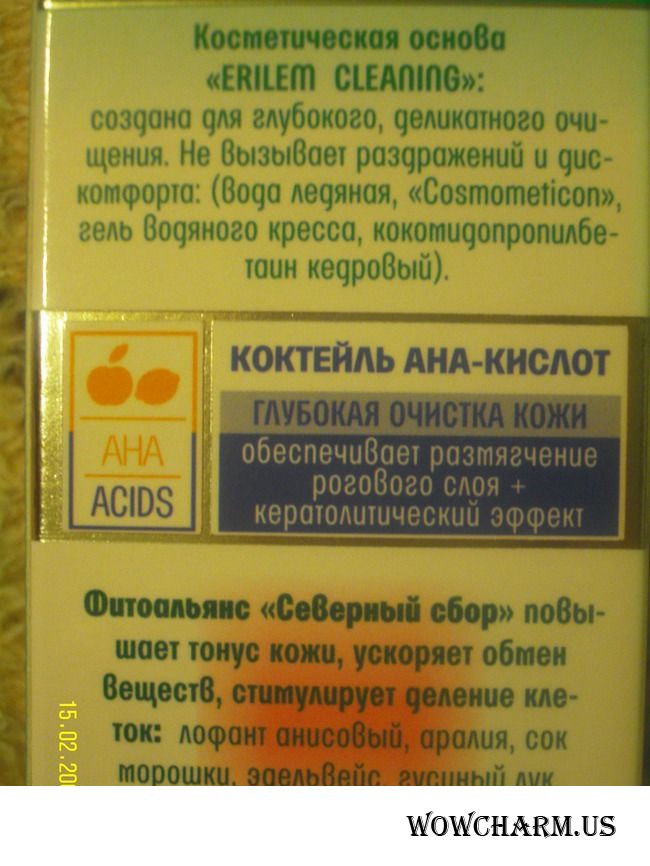 Косметическая основа
«ERILEM CLEANING»:
создана для глубокого, деликатного очи-
щения. Не вызывает раздражений и дис-
комфорта: (вода ледяная, «Cosmometicon»,
гель водяного кресса, кокомидопропилбе-
таин кедровый).
AHA
ACIDS
КОКТЕЙЛЬ АНА-КИСЛОТ
ГЛУБОКАЯ ОЧИСТКА КОЖИ
обеспечивает размягчение
рогового слоя +
кератолитический эффект
Фитоальянс «Северный сбор» повы-
шает тонус кожи, ускоряет обмен
веществ, стимулирует деление кле-
ток: лофант анисовый, аралия, сок
морошки, эдельвейс, гусиный лук
15.02.20
WOWCHARM.US